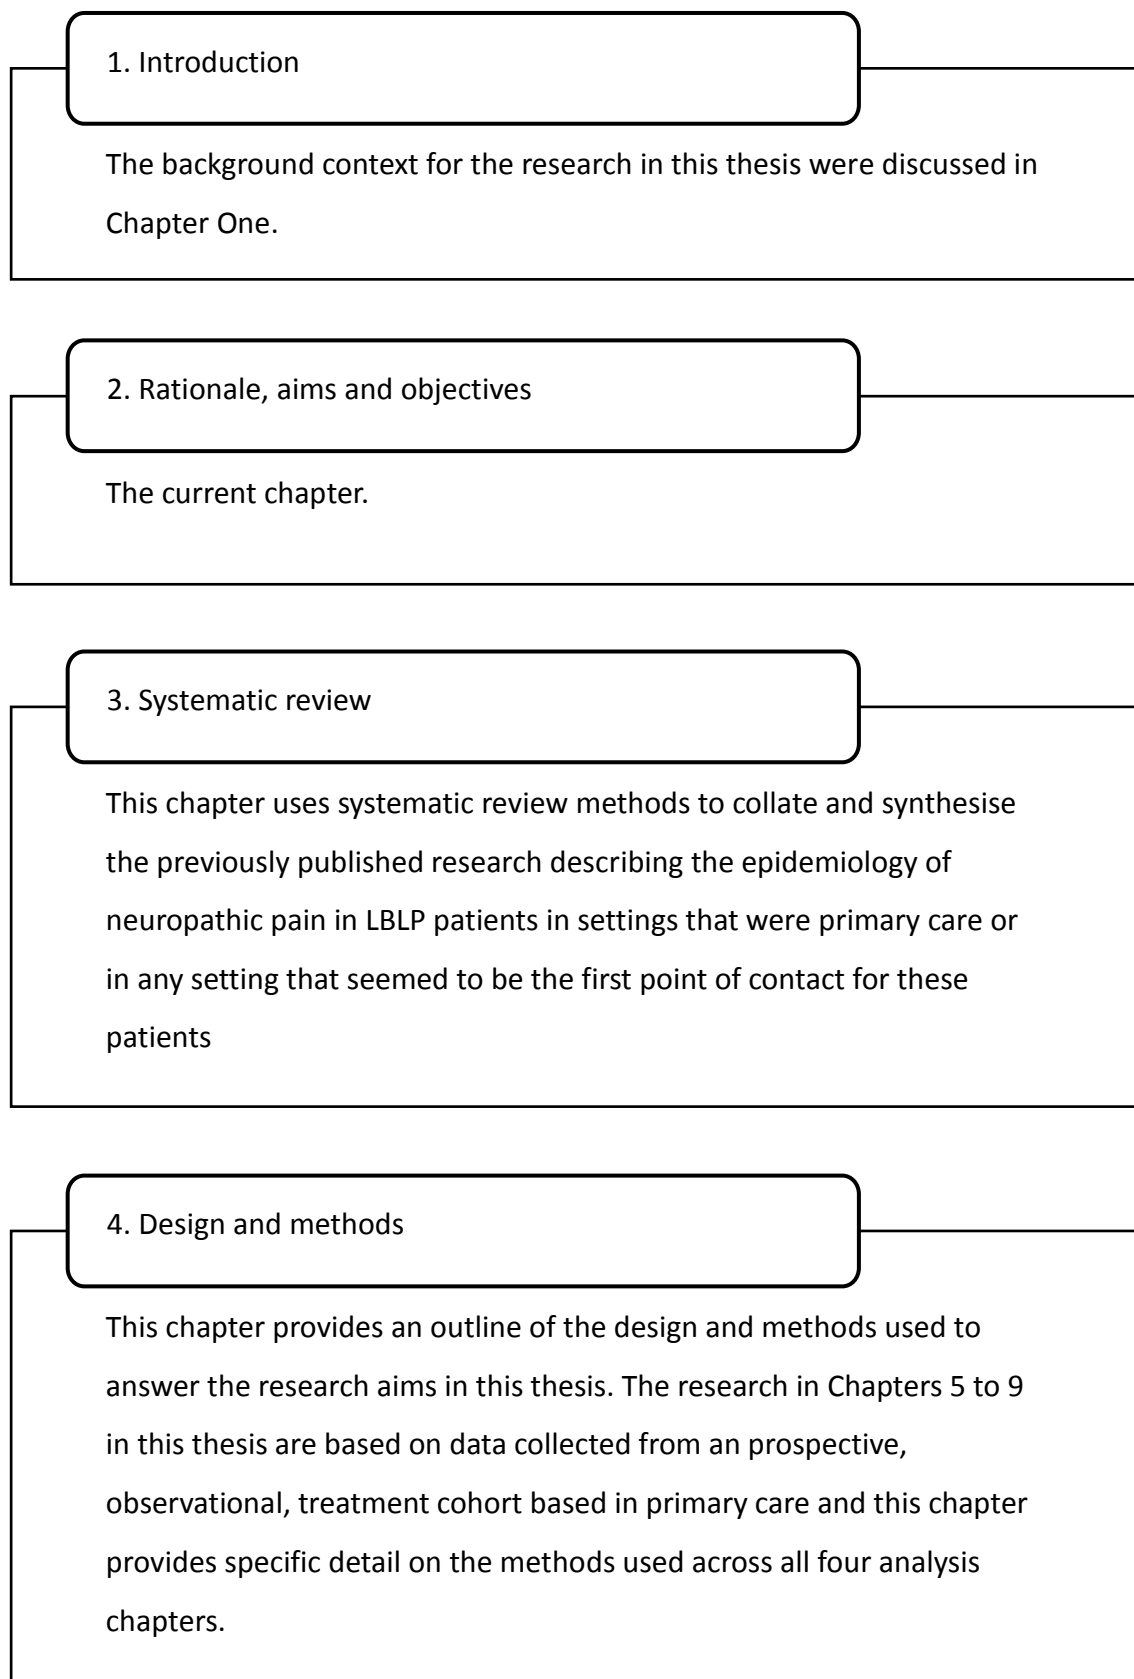 1. Introduction
The background context for the research in this thesis were discussed in
Chapter One.
2. Rationale, aims and objectives
The current chapter.
3. Systematic review
This chapter uses systematic review methods to collate and synthesise
the previously published research describing the epidemiology of
neuropathic pain in LBLP patients in settings that were primary care or
in any setting that seemed to be the first point of contact for these
patients
4. Design and methods
This chapter provides an outline of the design and methods used to
answer the research aims in this thesis. The research in Chapters 5 to 9
in this thesis are based on data collected from an prospective,
observational, treatment cohort based in primary care and this chapter
provides specific detail on the methods used across all four analysis
chapters.